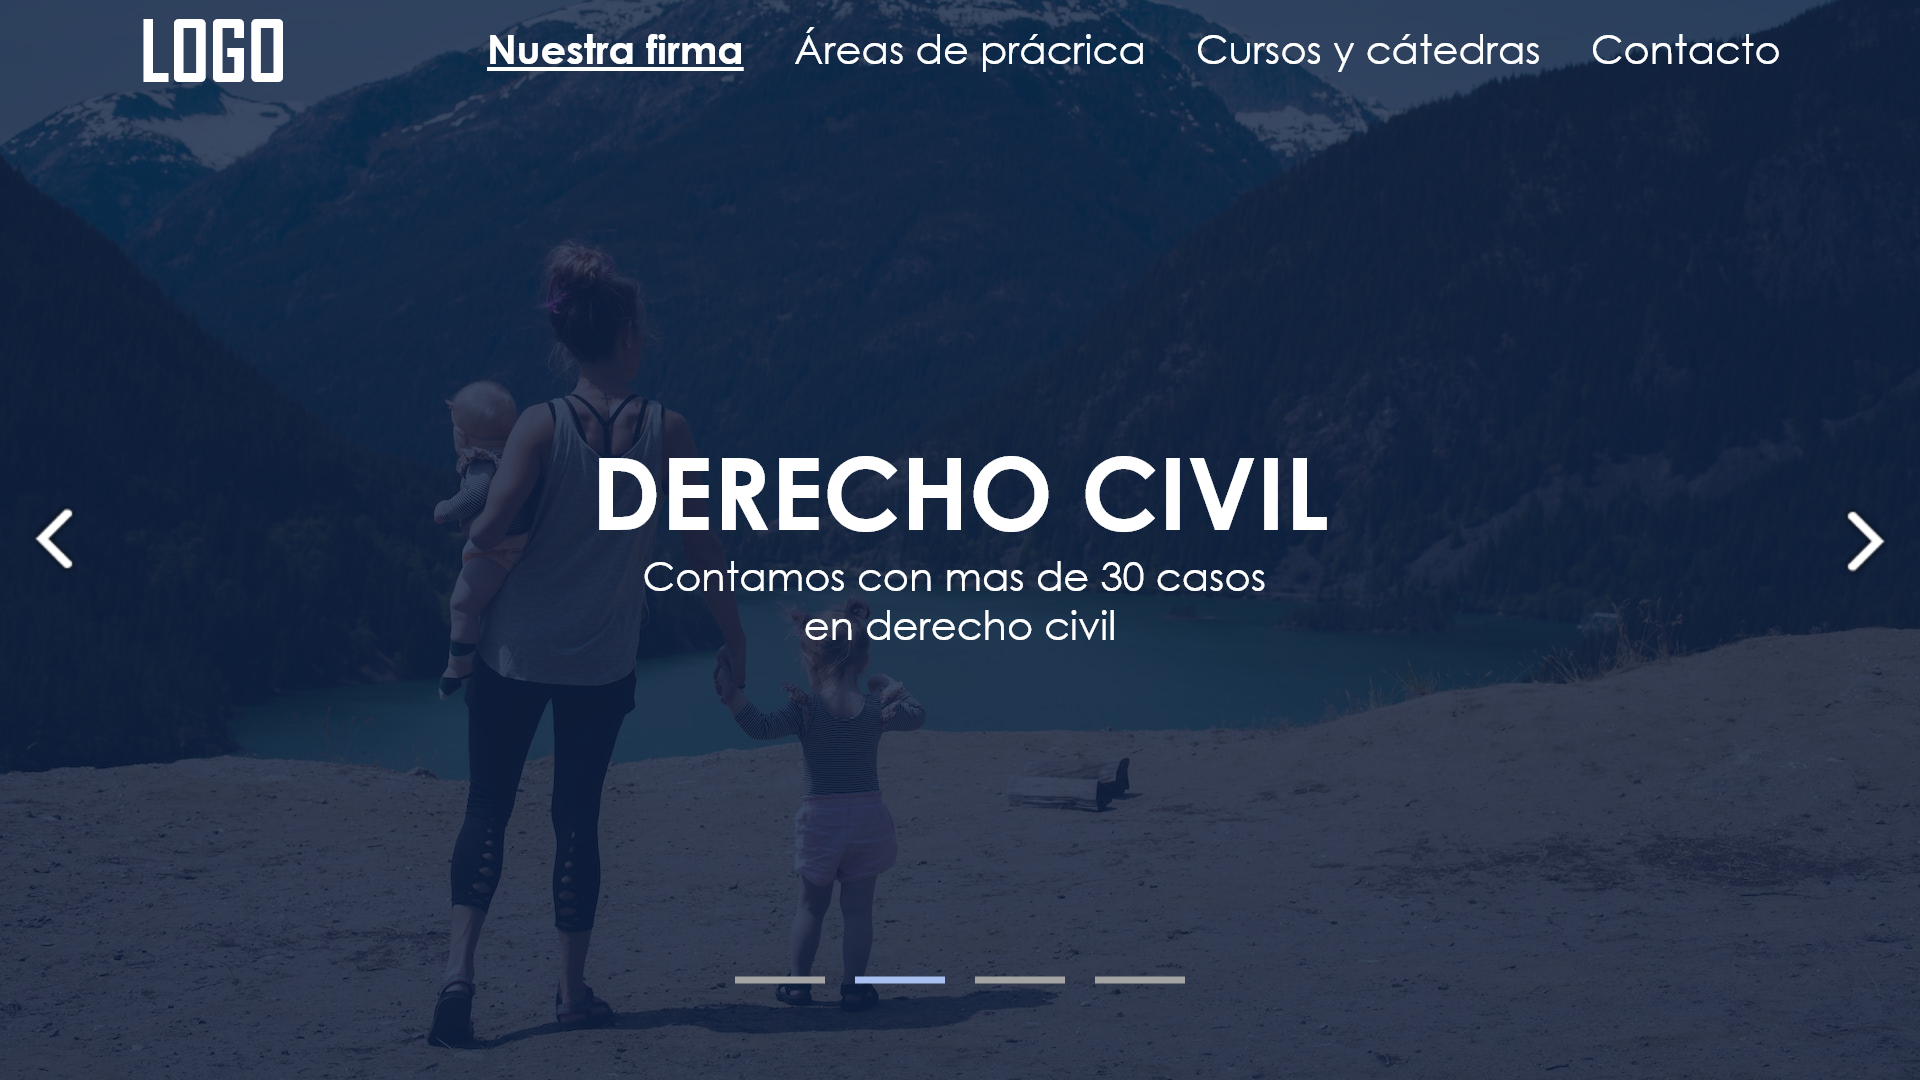 LOGO
Nuestra firma
Áreas de prácrica
Cursos y cátedras
Contacto
DERECHO CIVIL
Contamos con mas de 30 casos
en derecho civil